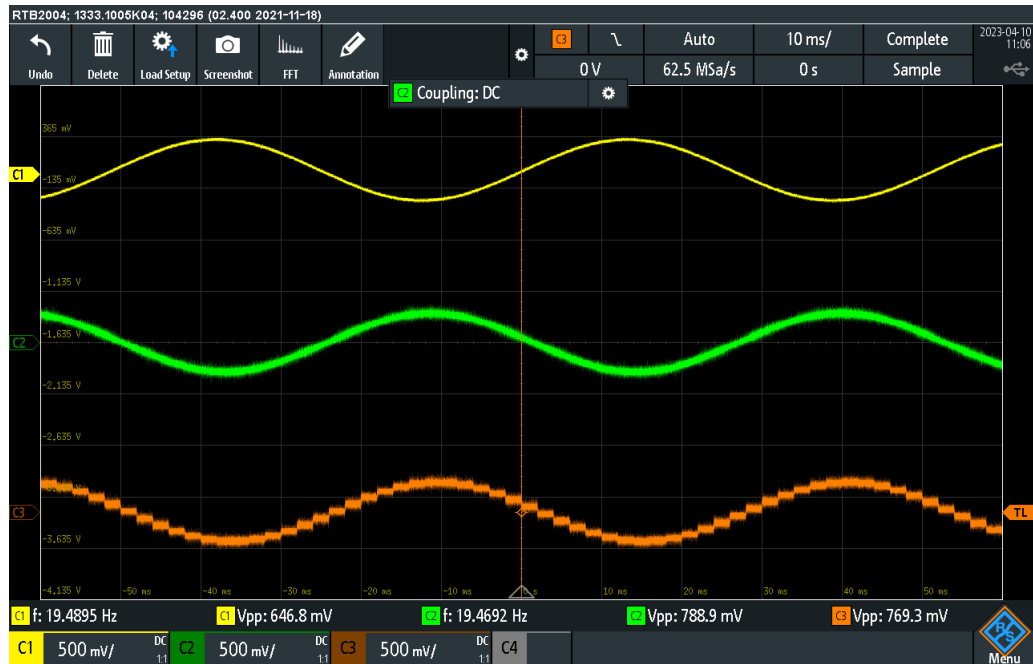 RTB2004; 1333.1005K04; 104296 (02.400 2021-11-18)
Undo Delete Load Setup Screenshot FFT Annotation
C3 Auto 10 ms/ Complete
0 V 62.5 MSa/s 0 s Sample
2023-04-10
11:06
C2 Coupling: DC
365 mV
C1
-135 mV
-635 mV
-1,135 V
-1,635 V
C2
-2,135 V
-2,635 V
C3
TL
-3,635 V
-4,135 V -50 ms -40 ms -30 ms -20 ms -10 ms 0 s 10 ms 20 ms 30 ms 40 ms 50 ms
C1 f: 19.4895 Hz C1 Vpp: 646.8 mV C2 f: 19.4692 Hz C2 Vpp: 788.9 mV C3 Vpp: 769.3 mV
C1 500 mV/ DC 1:1 C2 500 mV/ DC 1:1 C3 500 mV/ DC 1:1 C4
R&S
Menu